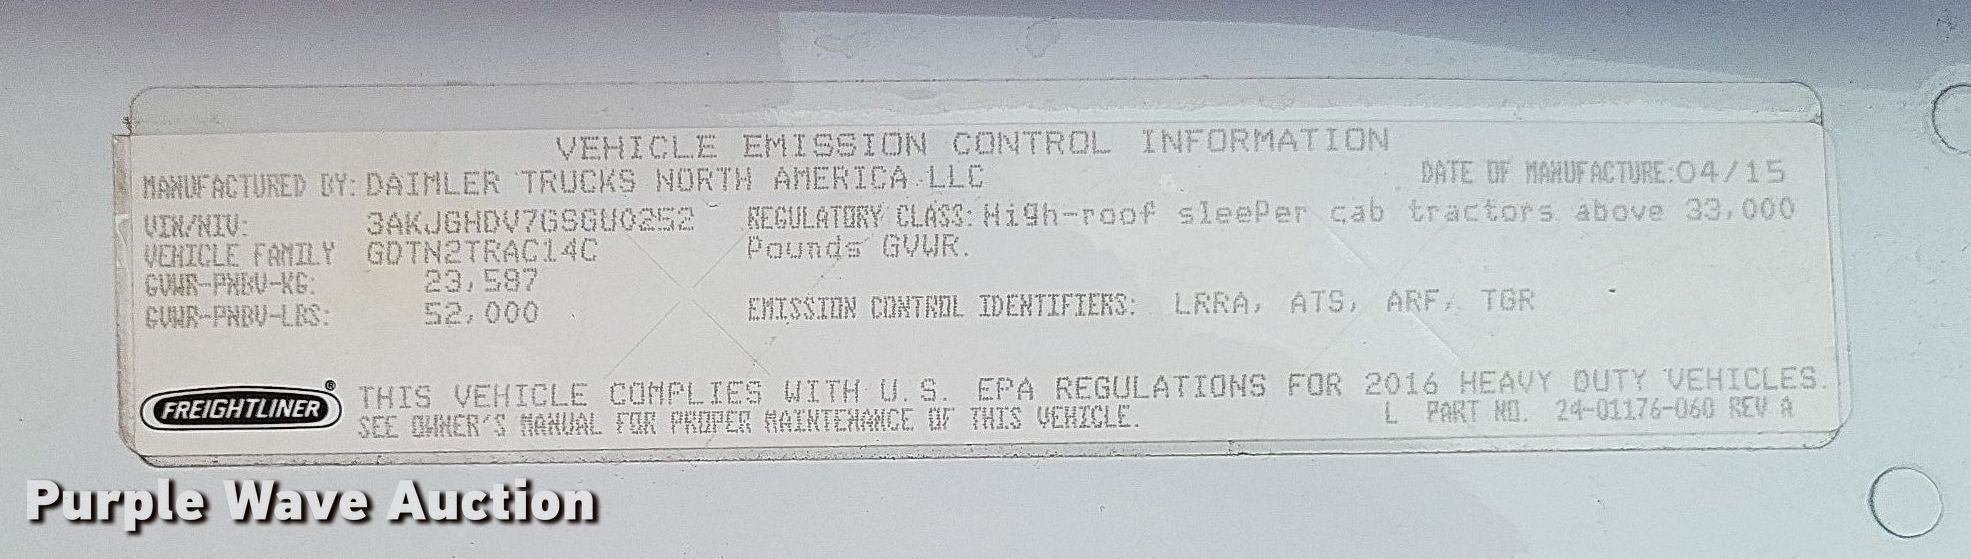 VEHICLE EMISSION CONTROL INFORMATION
MANUFACTURED BY: DAIMLER TRUCKS NORTH AMERICA LLC DATE OF MANUFACTURE: 04/15
VIN/NIV: 3AKJGHDV7GSGU0252 REGULATORY CLASS: High-roof sleeper cab tractors above 33,000
VEHICLE FAMILY GDTN2TRAC14C Pounds GVWR.
GVWR-PNBV-KG: 23,587
GVWR-PNBV-LBS: 52,000 EMISSION CONTROL IDENTIFIERS: LRRA, ATS, ARF, TGR
FREIGHTLINER® THIS VEHICLE COMPLIES WITH U.S. EPA REGULATIONS FOR 2016 HEAVY DUTY VEHICLES.
SEE OWNER'S MANUAL FOR PROPER MAINTENANCE OF THIS VEHICLE. L PART NO. 24-01176-060 REV A
Purple Wave Auction